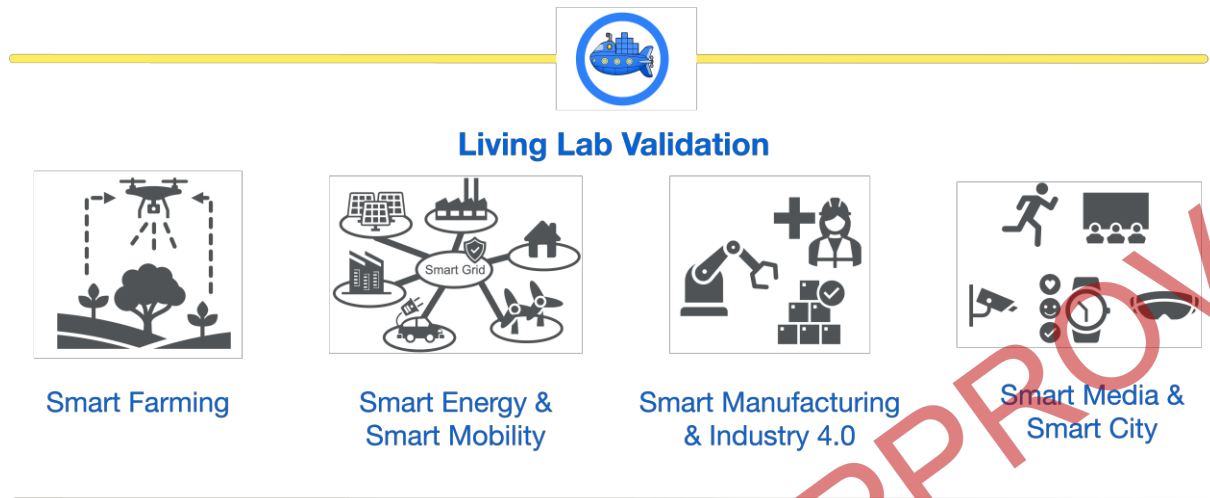 Living Lab Validation
Smart Grid
Smart Farming
Smart Energy &
Smart Mobility
Smart Manufacturing
& Industry 4.0
Smart Media &
Smart City
PPROV